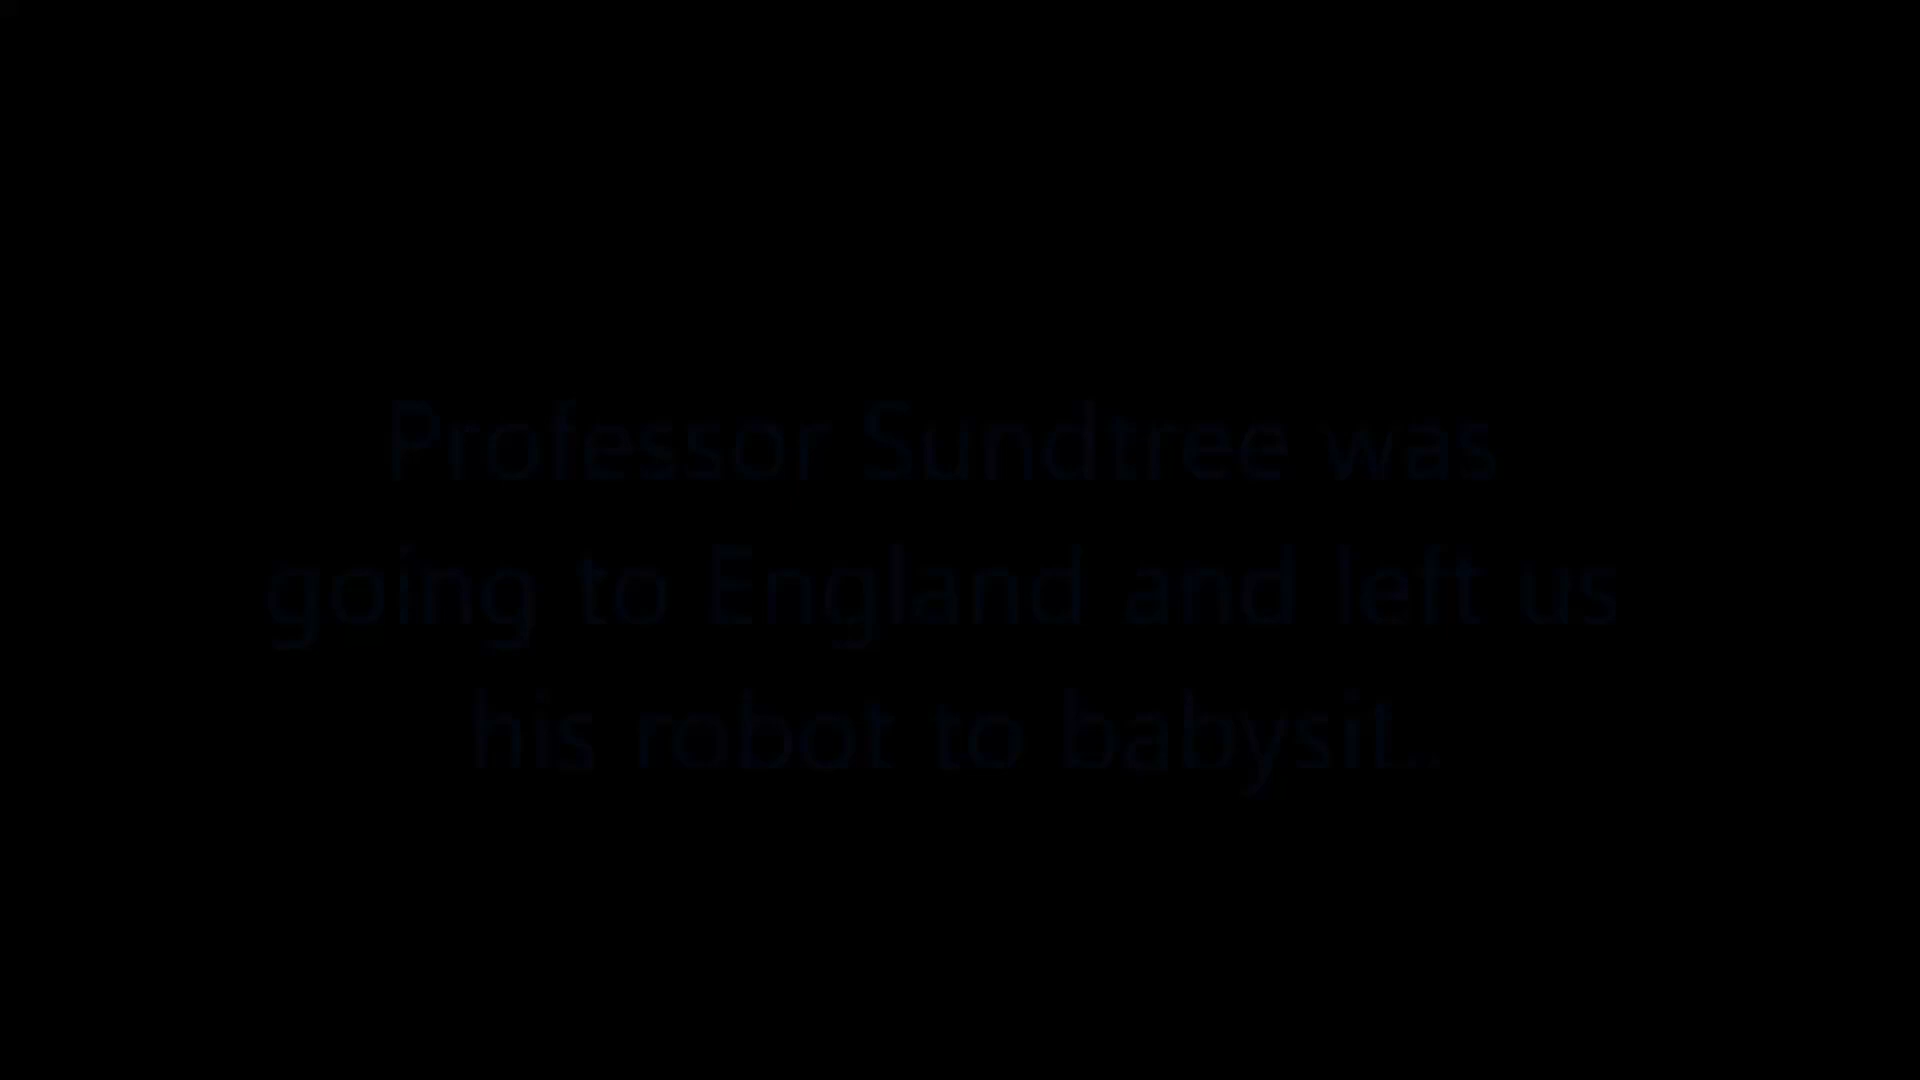 Professor Sundtree was
going to England and left us
his robot to babysit..